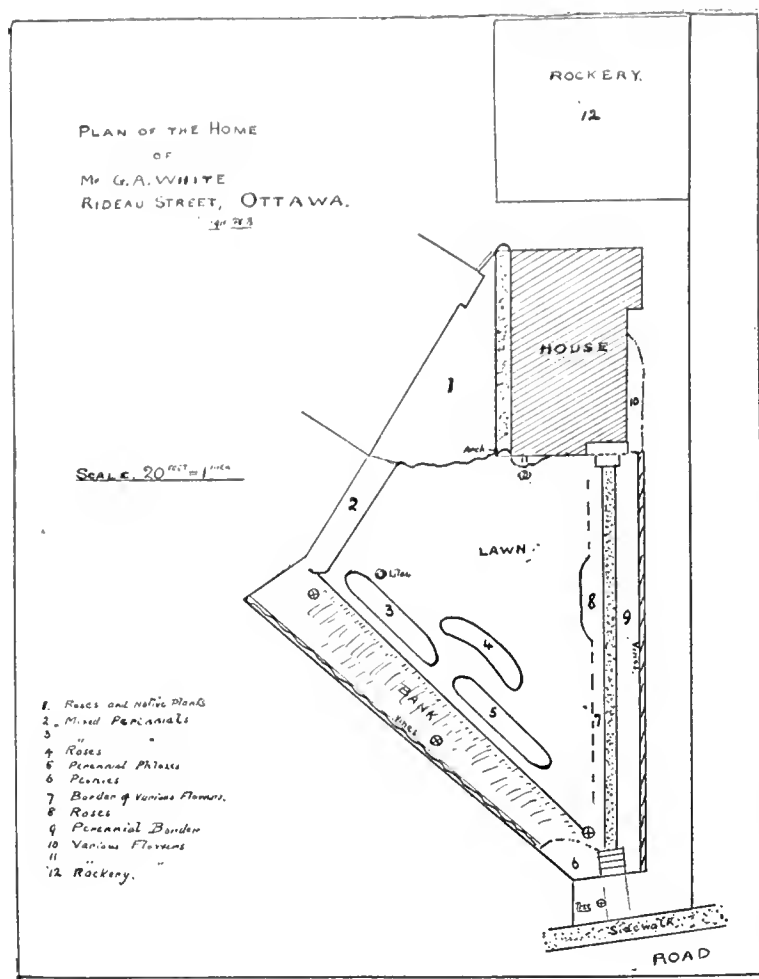 PLAN OF THE HOME
OF
Mr G.A. WHITE
RIDEAU STREET, OTTAWA.
ROCKERY.
12
HOUSE
1
10
Arch
SCALE. 20 FEET = 1 INCH
2
LAWN
Lilac
3
8
9
4
BANK
5
VINES
7
6
Tree
Sidewalk
ROAD
1. Roses and Native Plants
2 " Mixed Perennials
3 " "
4 Roses
5 Perennial Phloxes
6 Peonies
7 Border of Various Flowers.
8 Roses
9 Perennial Border
10 Various Flowers
11 " "
12 Rockery.